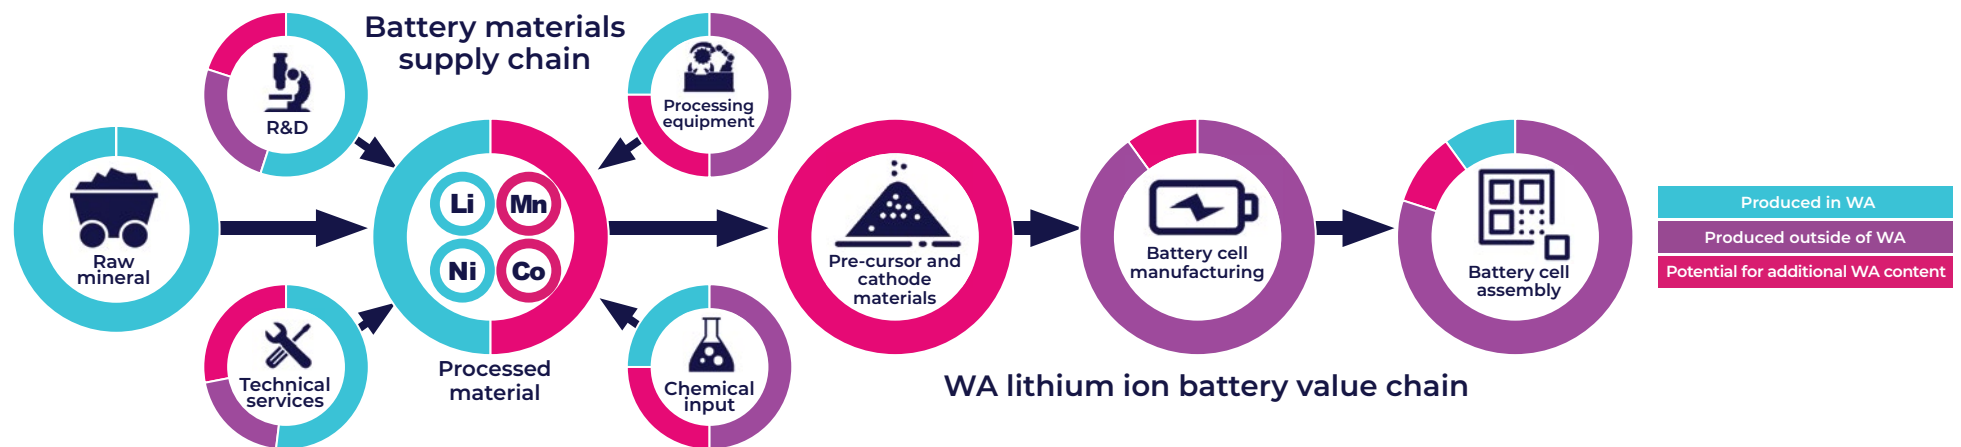 Battery materials
supply chain
R&D
Processing
equipment
Raw
mineral
Li
Mn
Ni
Co
Processed
material
Technical
services
Chemical
input
Pre-cursor and
cathode
materials
Battery cell
manufacturing
Battery cell
assembly
WA lithium ion battery value chain
Produced in WA
Produced outside of WA
Potential for additional WA content